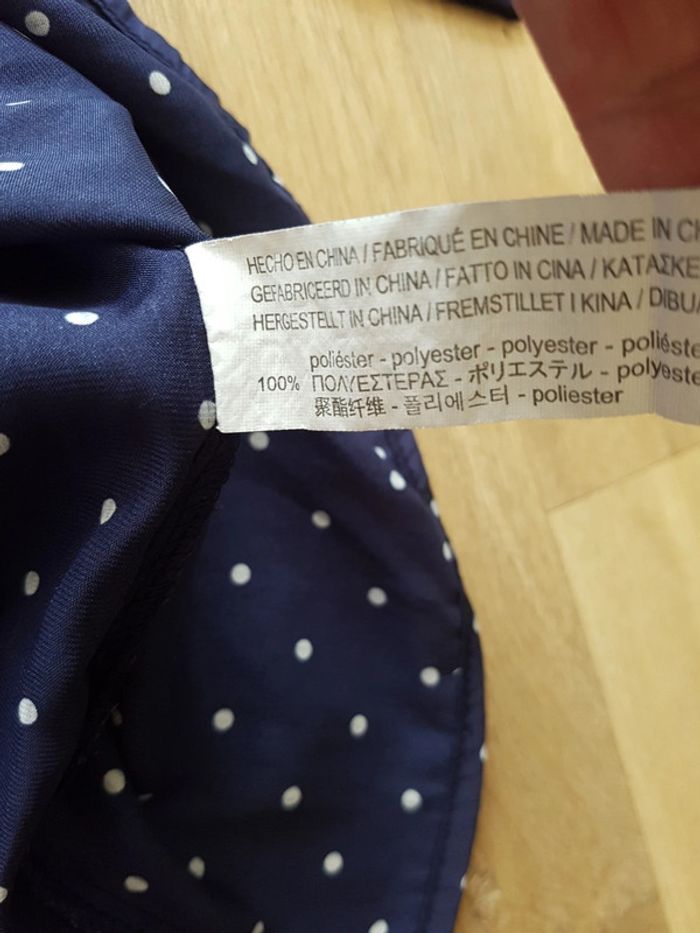 HECHO EN CHINA / FABRIQUÉ EN CHINE / MADE IN
GEFABRICEERD IN CHINA / FATTO IN CINA / ΚΑΤΑΣΚΕ
HERGESTELLT IN CHINA / FREMSTILLET I KINA / DIBUA
poliéster - polyester - polyester - poliéste
100% ΠΟΛΥΕΣΤΕΡΑΣ - ポリエステル - polyeste
聚酯纤维 - 폴리에스터 - poliester